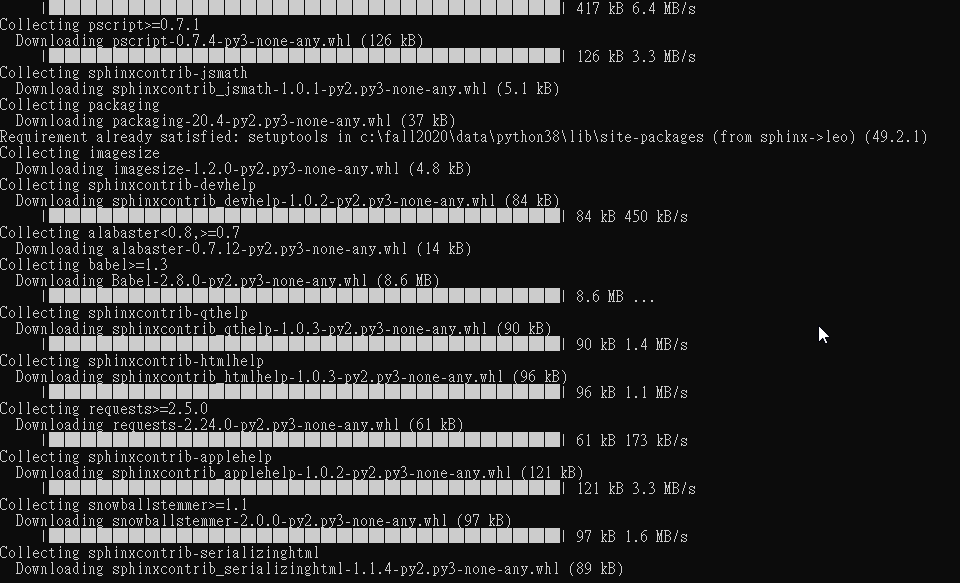 | 417 kB 6.4 MB/s
Collecting pscript>=0.7.1
Downloading pscript-0.7.4-py3-none-any.whl (126 kB)
| | 126 kB 3.3 MB/s
Collecting sphinxcontrib-jsmath
Downloading sphinxcontrib_jsmath-1.0.1-py2.py3-none-any.whl (5.1 kB)
Collecting packaging
Downloading packaging-20.4-py2.py3-none-any.whl (37 kB)
Requirement already satisfied: setuptools in c:\fall2020\data\python38\lib\site-packages (from sphinx->leo) (49.2.1)
Collecting imagesize
Downloading imagesize-1.2.0-py2.py3-none-any.whl (4.8 kB)
Collecting sphinxcontrib-devhelp
Downloading sphinxcontrib_devhelp-1.0.2-py2.py3-none-any.whl (84 kB)
| | 84 kB 450 kB/s
Collecting alabaster<0.8,>=0.7
Downloading alabaster-0.7.12-py2.py3-none-any.whl (14 kB)
Collecting babel>=1.3
Downloading Babel-2.8.0-py2.py3-none-any.whl (8.6 MB)
| | 8.6 MB ...
Collecting sphinxcontrib-qthelp
Downloading sphinxcontrib_qthelp-1.0.3-py2.py3-none-any.whl (90 kB)
| | 90 kB 1.4 MB/s
Collecting sphinxcontrib-htmlhelp
Downloading sphinxcontrib_htmlhelp-1.0.3-py2.py3-none-any.whl (96 kB)
| | 96 kB 1.1 MB/s
Collecting requests>=2.5.0
Downloading requests-2.24.0-py2.py3-none-any.whl (61 kB)
| | 61 kB 173 kB/s
Collecting sphinxcontrib-applehelp
Downloading sphinxcontrib_applehelp-1.0.2-py2.py3-none-any.whl (121 kB)
| | 121 kB 3.3 MB/s
Collecting snowballstemmer>=1.1
Downloading snowballstemmer-2.0.0-py2.py3-none-any.whl (97 kB)
| | 97 kB 1.6 MB/s
Collecting sphinxcontrib-serializinghtml
Downloading sphinxcontrib_serializinghtml-1.1.4-py2.py3-none-any.whl (89 kB)